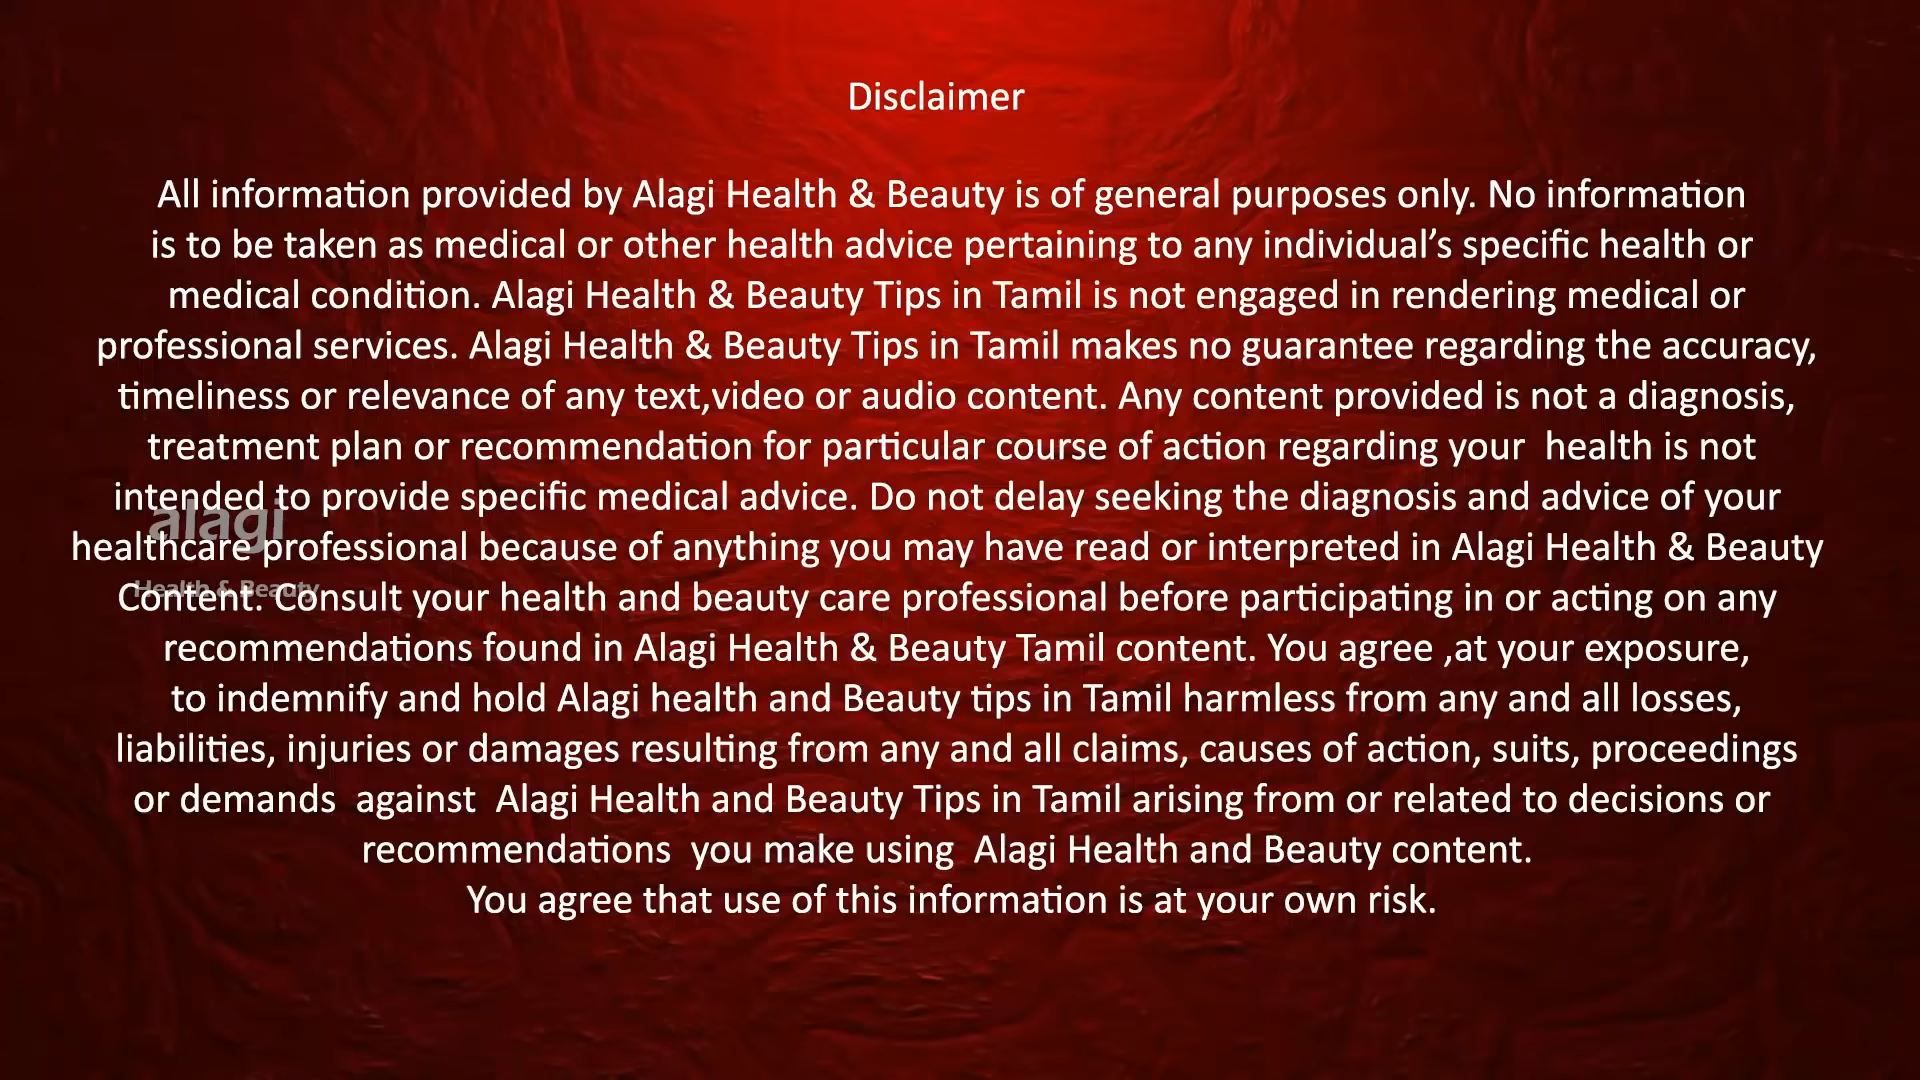 Disclaimer
All information provided by Alagi Health & Beauty is of general purposes only. No information
is to be taken as medical or other health advice pertaining to any individual’s specific health or
medical condition. Alagi Health & Beauty Tips in Tamil is not engaged in rendering medical or
professional services. Alagi Health & Beauty Tips in Tamil makes no guarantee regarding the accuracy,
timeliness or relevance of any text,video or audio content. Any content provided is not a diagnosis,
treatment plan or recommendation for particular course of action regarding your  health is not
intended to provide specific medical advice. Do not delay seeking the diagnosis and advice of your
alagi
healthcare professional because of anything you may have read or interpreted in Alagi Health & Beauty
Health & Beauty
Content. Consult your health and beauty care professional before participating in or acting on any
recommendations found in Alagi Health & Beauty Tamil content. You agree ,at your exposure,
to indemnify and hold Alagi health and Beauty tips in Tamil harmless from any and all losses,
liabilities, injuries or damages resulting from any and all claims, causes of action, suits, proceedings
or demands  against  Alagi Health and Beauty Tips in Tamil arising from or related to decisions or
recommendations  you make using  Alagi Health and Beauty content.
You agree that use of this information is at your own risk.